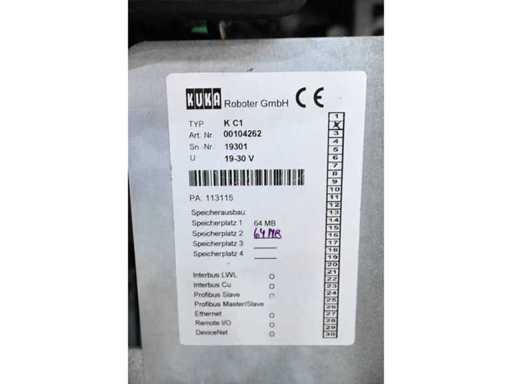 KUKA Roboter GmbH CE
TYP K C1
Art. Nr. 00104262
Sn. Nr. 19301
U 19-30 V
PA: 113115
Speicherausbau:
Speicherplatz 1 64 MB
Speicherplatz 2 64 MB
Speicherplatz 3
Speicherplatz 4
Interbus LWL
Interbus Cu
Profibus Slave
Profibus Master/Slave
Ethernet
Remote I/O
DeviceNet
1
3
4
5
6
7
8
9
10
11
12
13
14
15
16
17
18
19
20
21
22
23
24
25
26
27
28
29
30